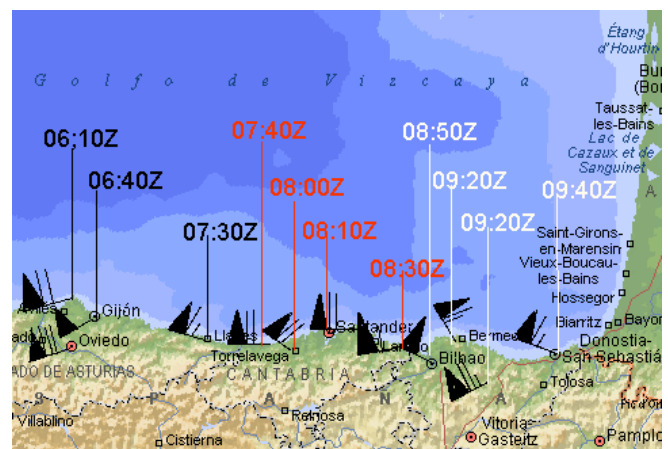 Étang
d'Hourtin
Golfo de Vizcaya
Bur
(Bor
07:40Z
Taussat-
les-Bains
06:10Z
08:50Z
Lac de
Cazaux et de
Sanguinet
06:40Z
08:00Z
09:20Z
09:40Z
A
07:30Z
08:10Z
09:20Z
Saint-Girons-
en-Marensin
08:30Z
Vieux-Boucau-
les-Bains
Hossegor
Gijón
Biarritz
Bayon
Santander
Oviedo
Bermeo
Donostia-
San Sebastiá
Torrelavega
Bilbao
ADO DE ASTURIAS
CANTABRIA
Tolosa
S P A N A
Villablino
Reinosa
Vitoria-
Gasteiz
Pamplo
Cistierna